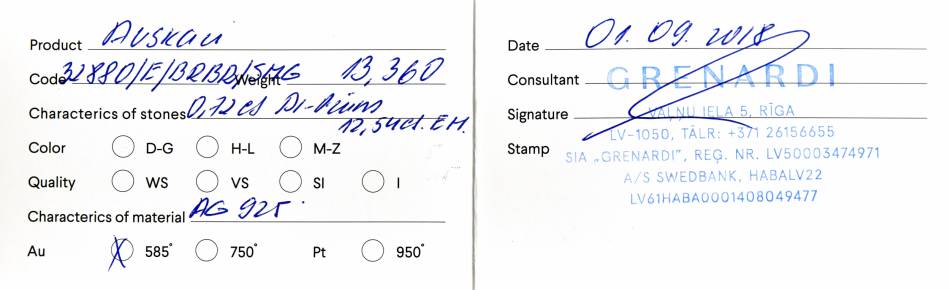 Product Auskari
Code 32880/E/BRBR/SMG Weight 13,360
Characterics of stones 0,72 ct
12,54ct. EM.
Color D-G H-L M-Z
Quality WS VS SI I
Characterics of material AG 925
Au 585° 750° Pt 950°
Date 01. 09. 2018
Consultant GRENARDI
Signature VAĻŅU IELA 5, RĪGA
LV-1050, TĀLR: +371 26156655
Stamp SIA „GRENARDI”, REĢ. NR. LV50003474971
A/S SWEDBANK, HABALV22
LV61HABA0001408049477